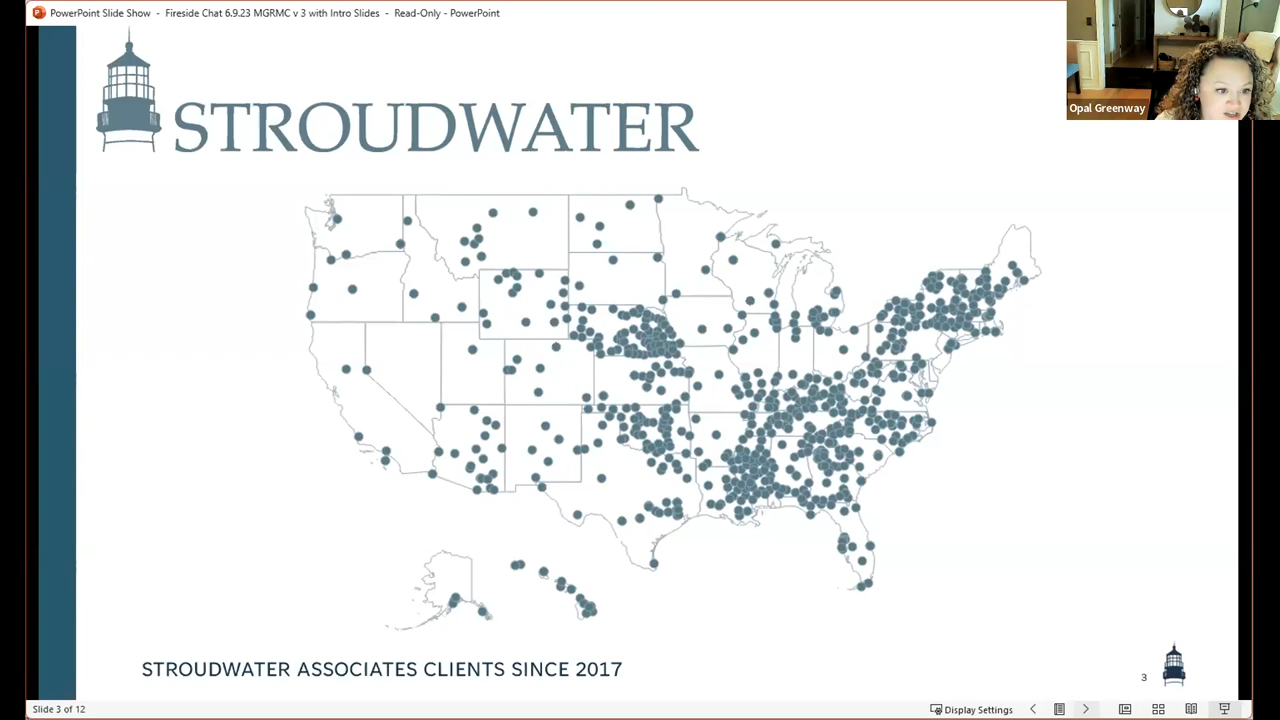 PowerPoint Slide Show - Fireside Chat 6.9.23 MGRMC v 3 with Intro Slides - Read-Only - PowerPoint
Opal Greenway
STROUDWATER
STROUDWATER ASSOCIATES CLIENTS SINCE 2017
3
Slide 3 of 12
Display Settings